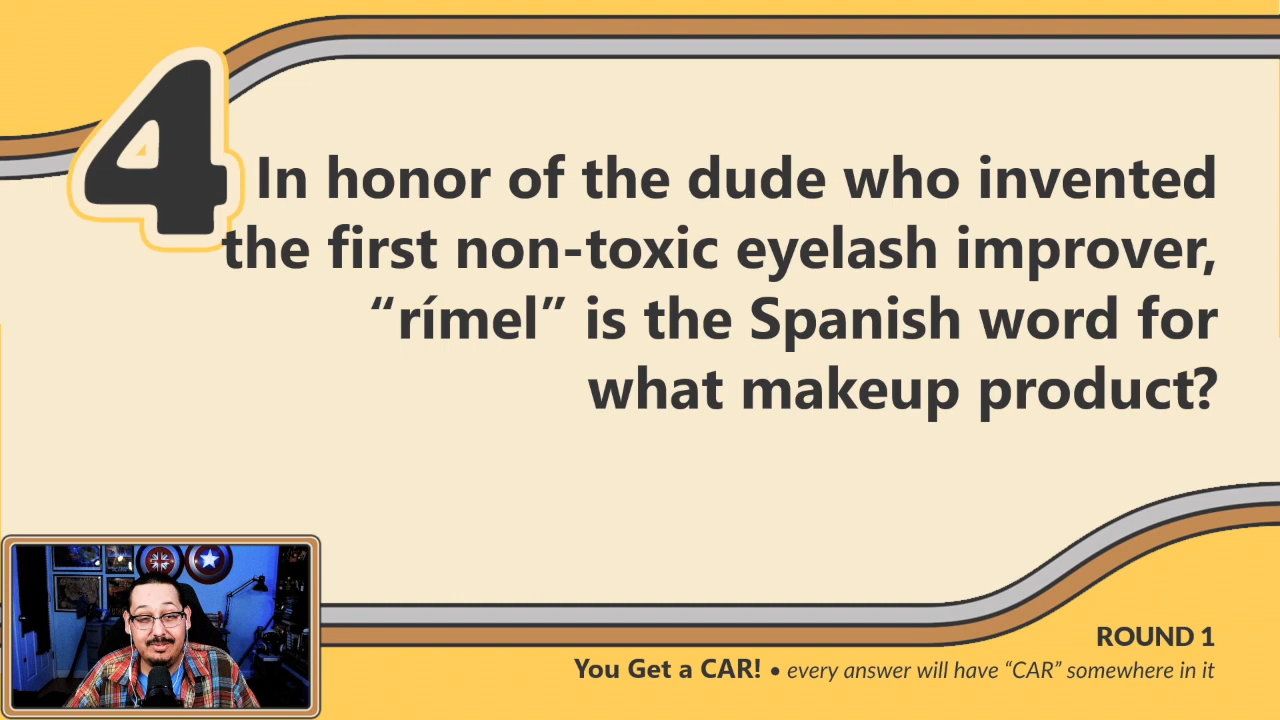 4
In honor of the dude who invented
the first non-toxic eyelash improver,
“rímel” is the Spanish word for
what makeup product?
ROUND 1
You Get a CAR! • every answer will have “CAR” somewhere in it